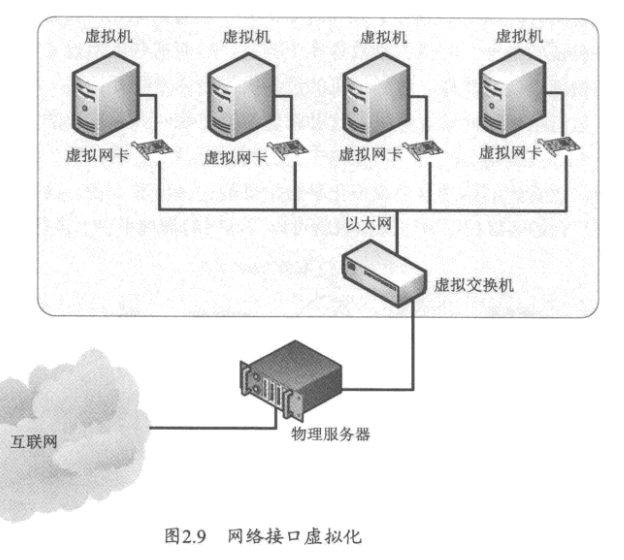 虚拟机 虚拟机 虚拟机 虚拟机
虚拟网卡 虚拟网卡 虚拟网卡 虚拟网卡
以太网
虚拟交换机
物理服务器
互联网
图2.9 网络接口虚拟化